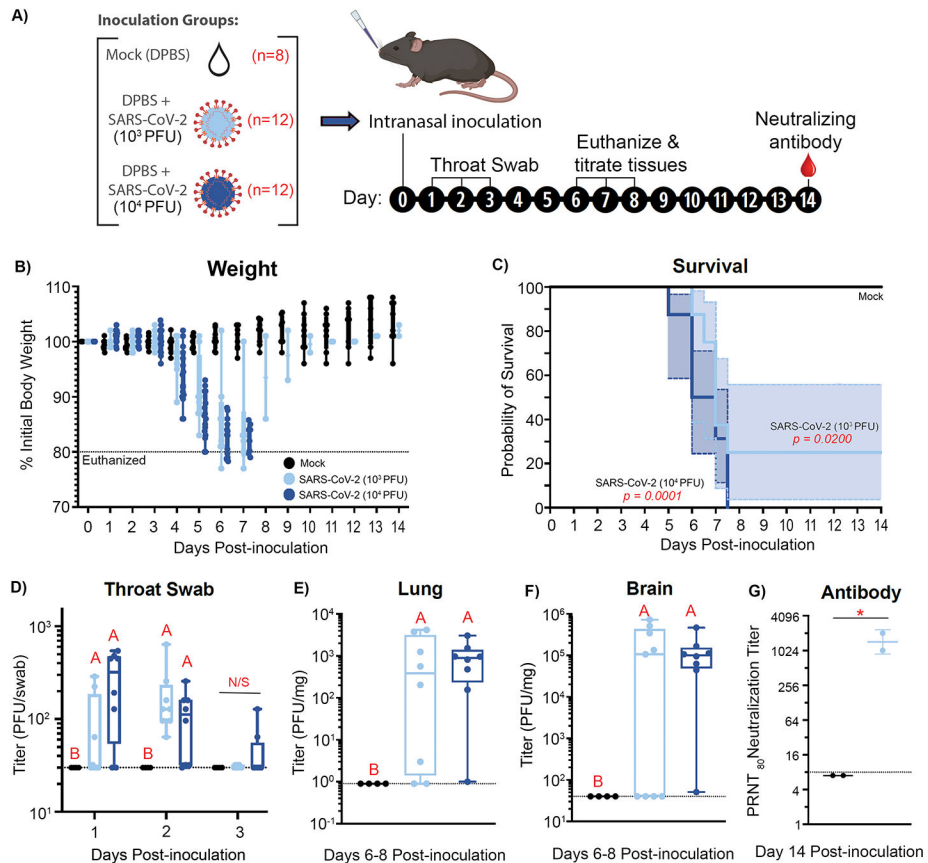 A)
Inoculation Groups:
Mock (DPBS)
(n=8)
DPBS +
SARS-CoV-2
(10³ PFU)
(n=12)
DPBS +
SARS-CoV-2
(10⁴ PFU)
(n=12)
Intranasal inoculation
Throat Swab
Euthanize &
titrate tissues
Neutralizing
antibody
Day: 0 1 2 3 4 5 6 7 8 9 10 11 12 13 14
B)
Weight
% Initial Body Weight
110
100
90
80
70
Euthanized
Mock
SARS-CoV-2 (10³ PFU)
SARS-CoV-2 (10⁴ PFU)
0 1 2 3 4 5 6 7 8 9 10 11 12 13 14
Days Post-inoculation
C)
Survival
Probability of Survival
100
80
60
40
20
0
Mock
SARS-CoV-2 (10³ PFU)
p = 0.0200
SARS-CoV-2 (10⁴ PFU)
p = 0.0001
0 1 2 3 4 5 6 7 8 9 10 11 12 13 14
Days Post-inoculation
D)
Throat Swab
Titer (PFU/swab)
10³
10²
10¹
B A A
B A A
N/S
1 2 3
Days Post-inoculation
E)
Lung
Titer (PFU/mg)
10⁴
10³
10²
10¹
10⁰
10⁻¹
B A A
Days 6-8 Post-inoculation
F)
Brain
Titer (PFU/mg)
10⁶
10⁵
10⁴
10³
10²
10¹
B A A
Days 6-8 Post-inoculation
G)
Antibody
PRNT₈₀Neutralization Titer
4096
1024
256
64
16
4
1
*
Day 14 Post-inoculation